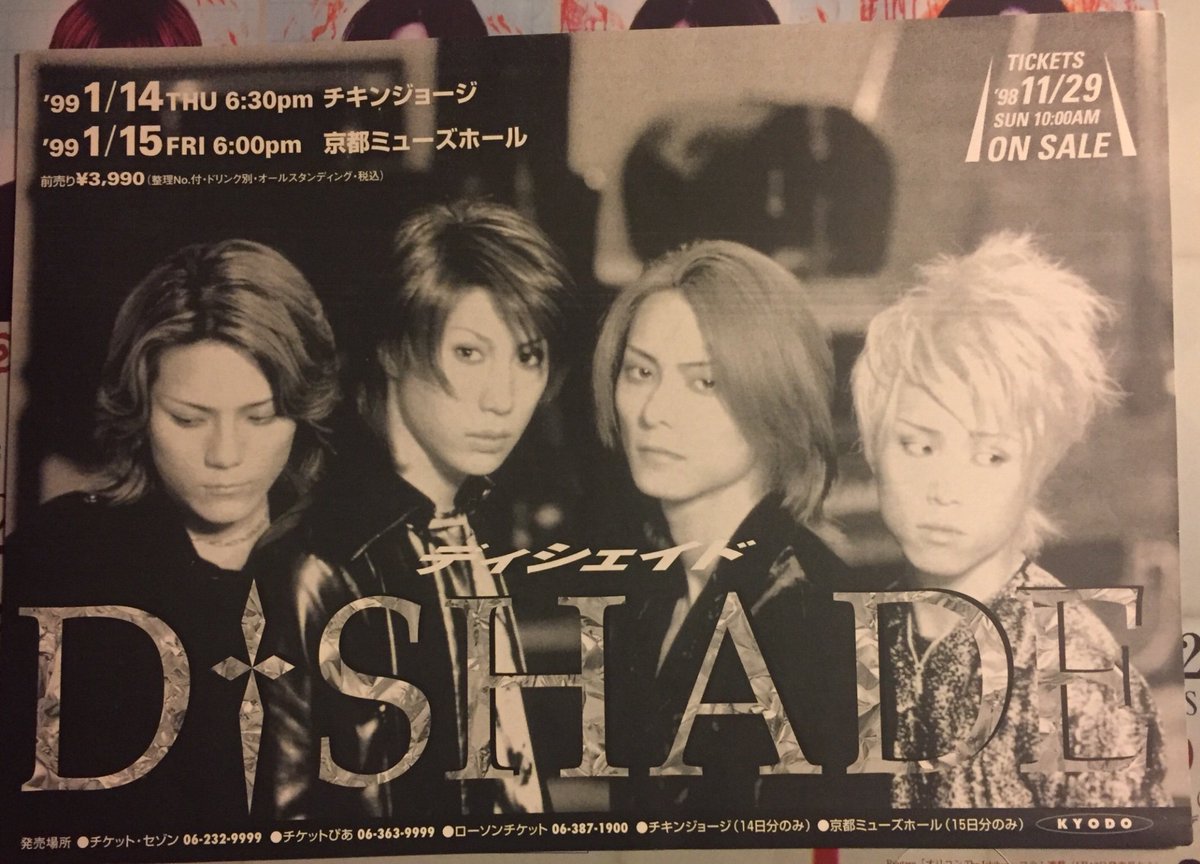 '99 1/14 THU 6:30pm チキンジョージ
'99 1/15 FRI 6:00pm 京都ミューズホール
前売り¥3,990(整理No.付・ドリンク別・オールスタンディング・税込)
TICKETS
'98 11/29
SUN 10:00AM
ON SALE
ディシェイド
D†SHADE
発売場所 ●チケット・セゾン 06-232-9999 ●チケットぴあ 06-363-9999 ●ローソンチケット 06-387-1900 ●チキンジョージ(14日分のみ) ●京都ミューズホール(15日分のみ) KYODO